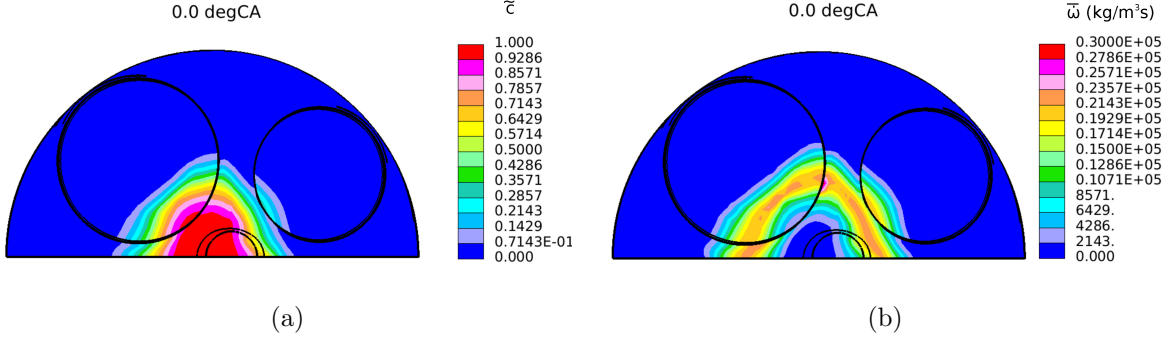 0.0 degCA
c̃
1.000
0.9286
0.8571
0.7857
0.7143
0.6429
0.5714
0.5000
0.4286
0.3571
0.2857
0.2143
0.1429
0.7143E-01
0.000
(a)
0.0 degCA
ω̅ (kg/m³s)
0.3000E+05
0.2786E+05
0.2571E+05
0.2357E+05
0.2143E+05
0.1929E+05
0.1714E+05
0.1500E+05
0.1286E+05
0.1071E+05
8571.
6429.
4286.
2143.
0.000
(b)